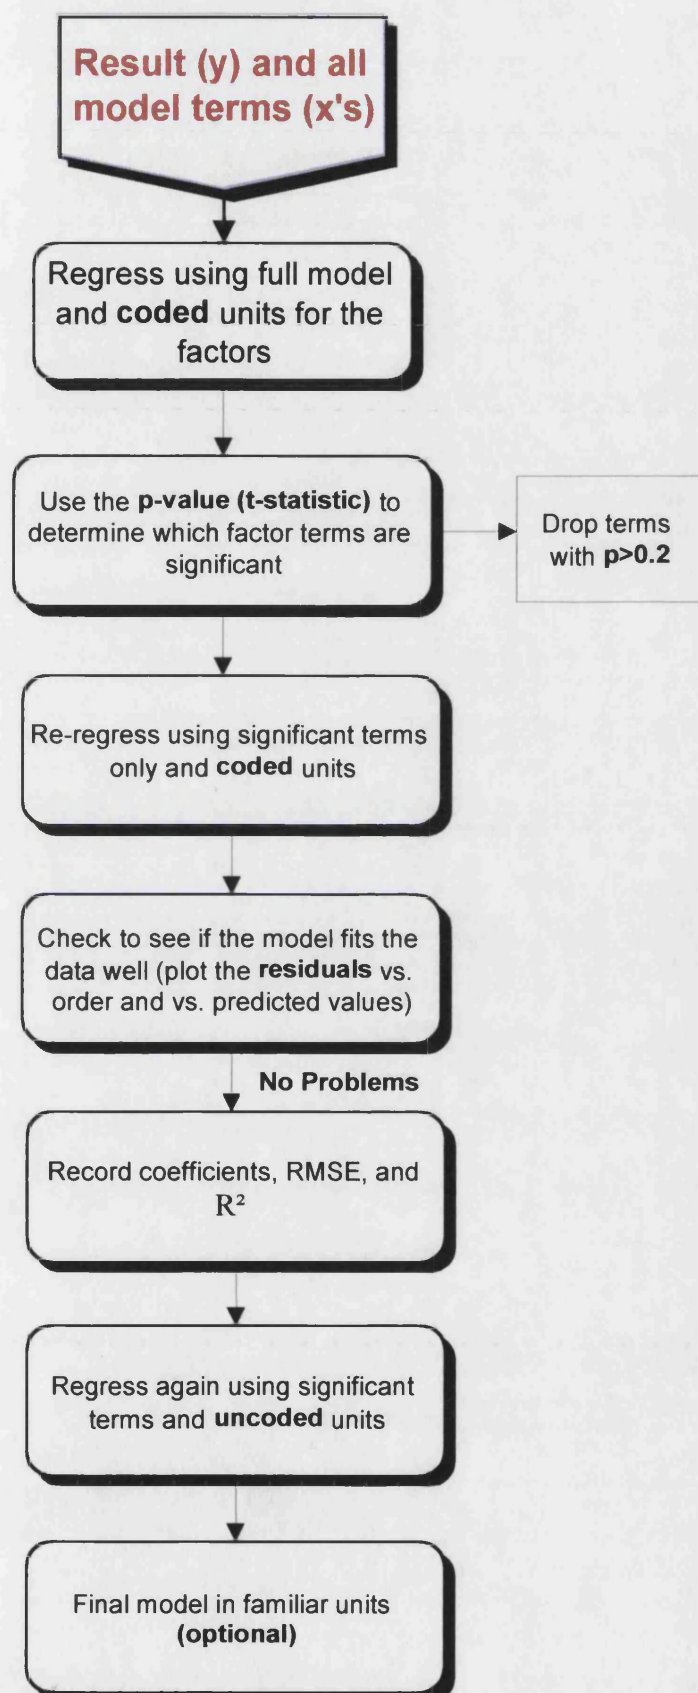 Result (y) and all
model terms (x's)
Regress using full model
and coded units for the
factors
Use the p-value (t-statistic) to
determine which factor terms are
significant
Drop terms
with p>0.2
Re-regress using significant terms
only and coded units
Check to see if the model fits the
data well (plot the residuals vs.
order and vs. predicted values)
No Problems
Record coefficients, RMSE, and
R²
Regress again using significant
terms and uncoded units
Final model in familiar units
(optional)